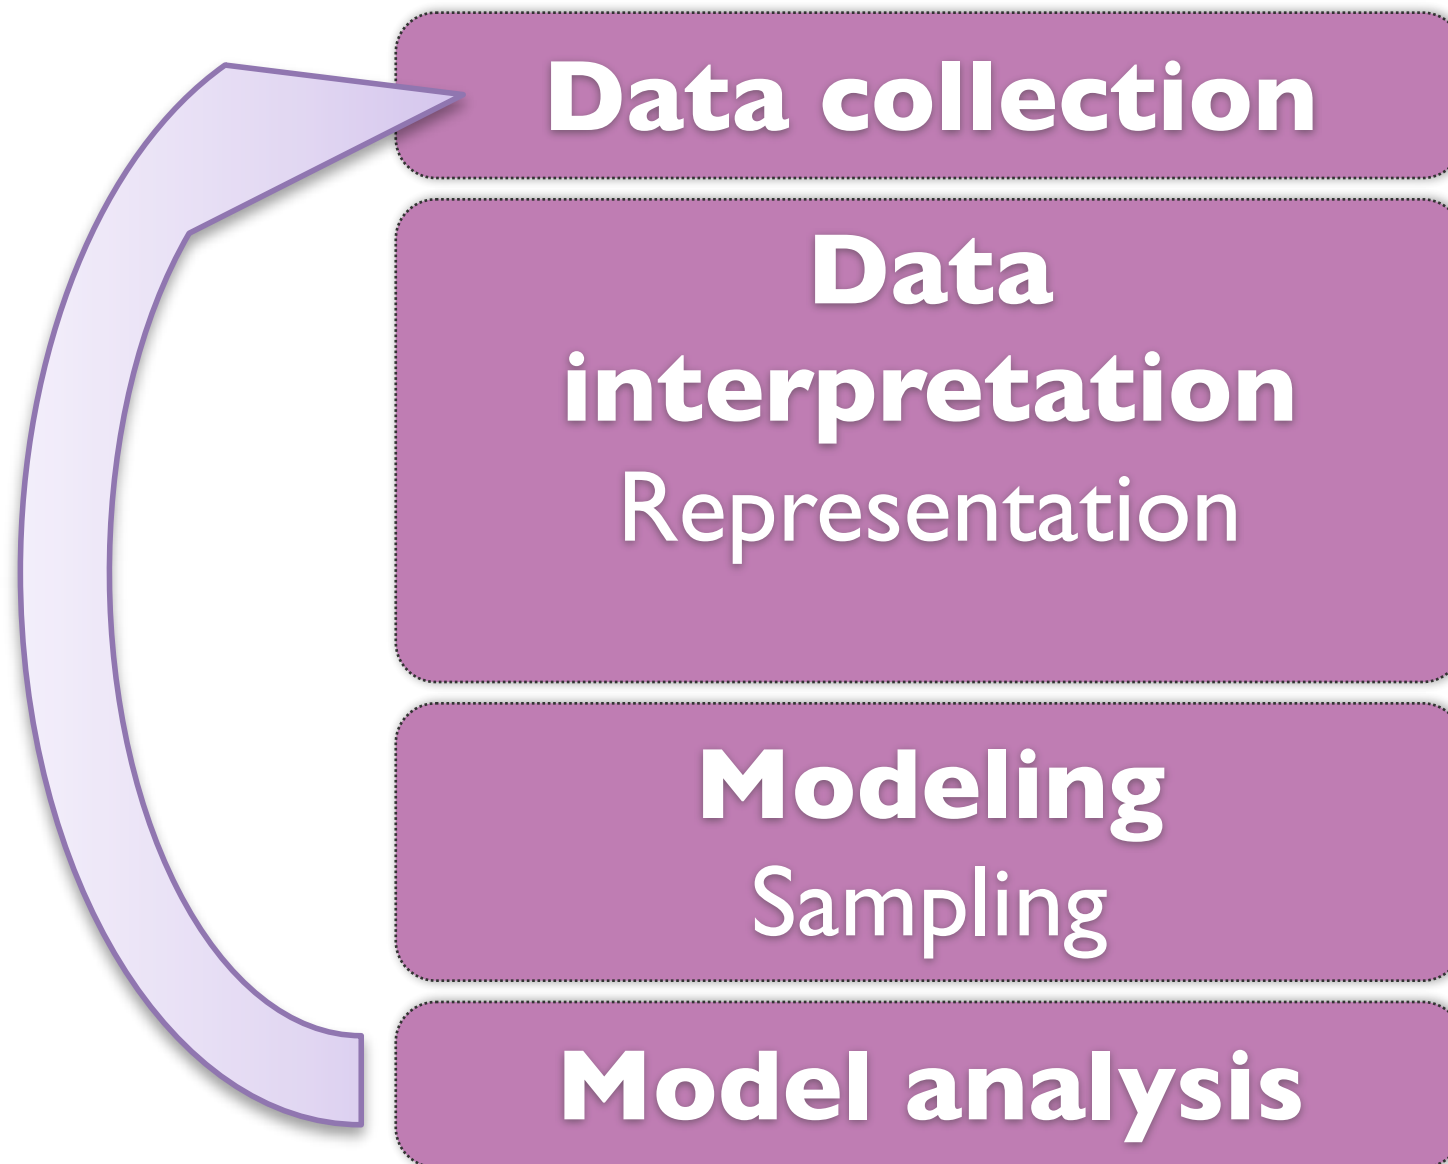 Data collection
Data
interpretation
Representation
Modeling
Sampling
Model analysis